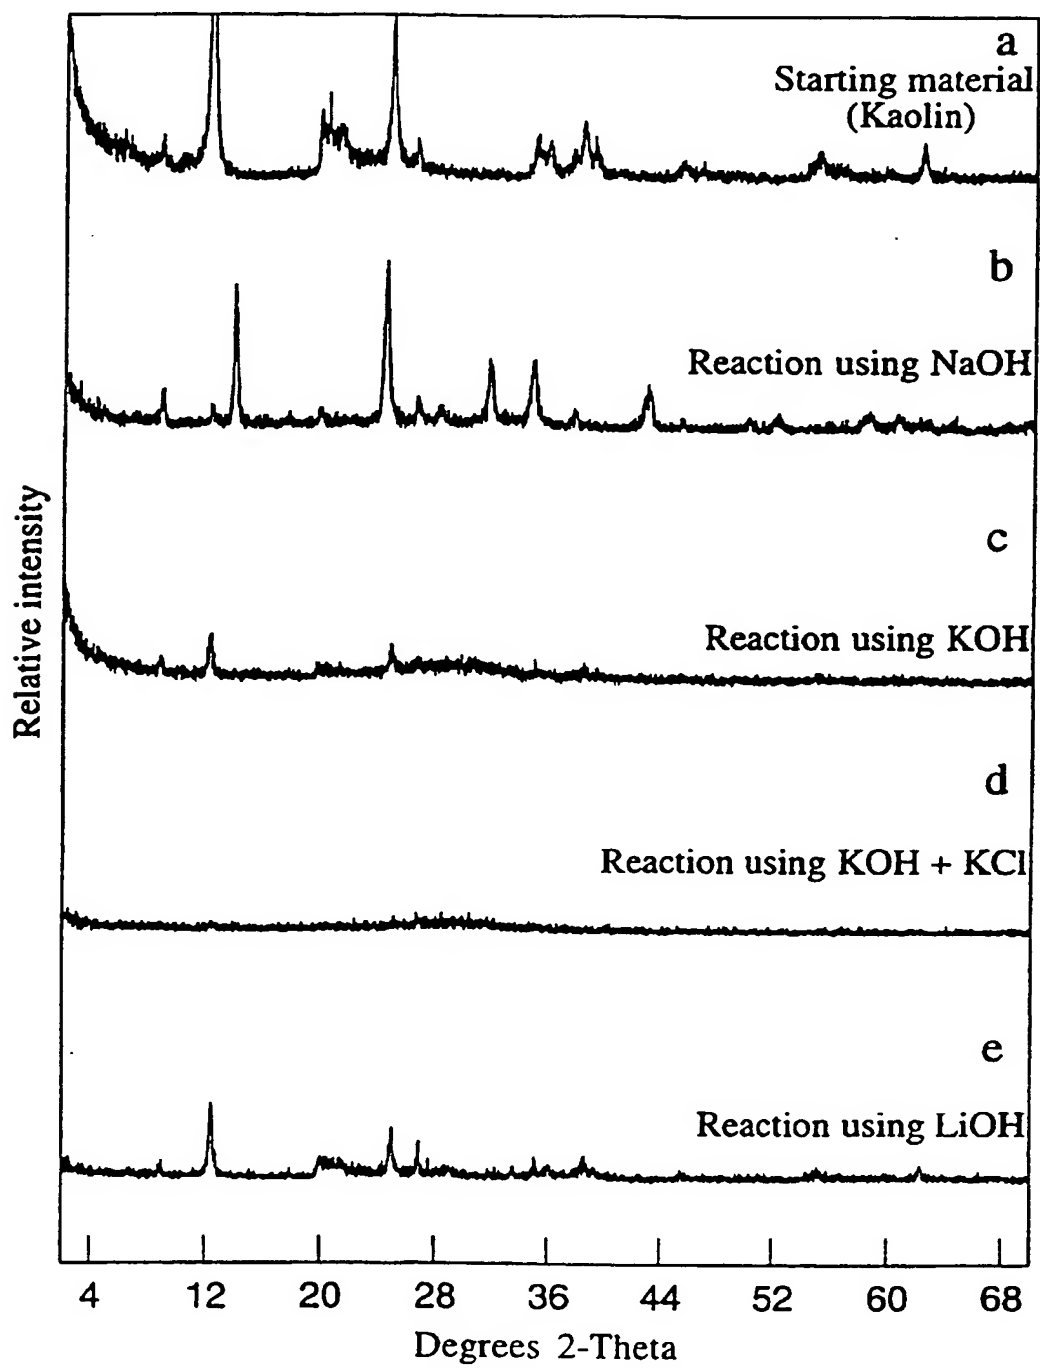 a
Starting material
(Kaolin)
b
Reaction using NaOH
c
Reaction using KOH
d
Reaction using KOH + KCl
e
Reaction using LiOH
Relative intensity
4 12 20 28 36 44 52 60 68
Degrees 2-Theta